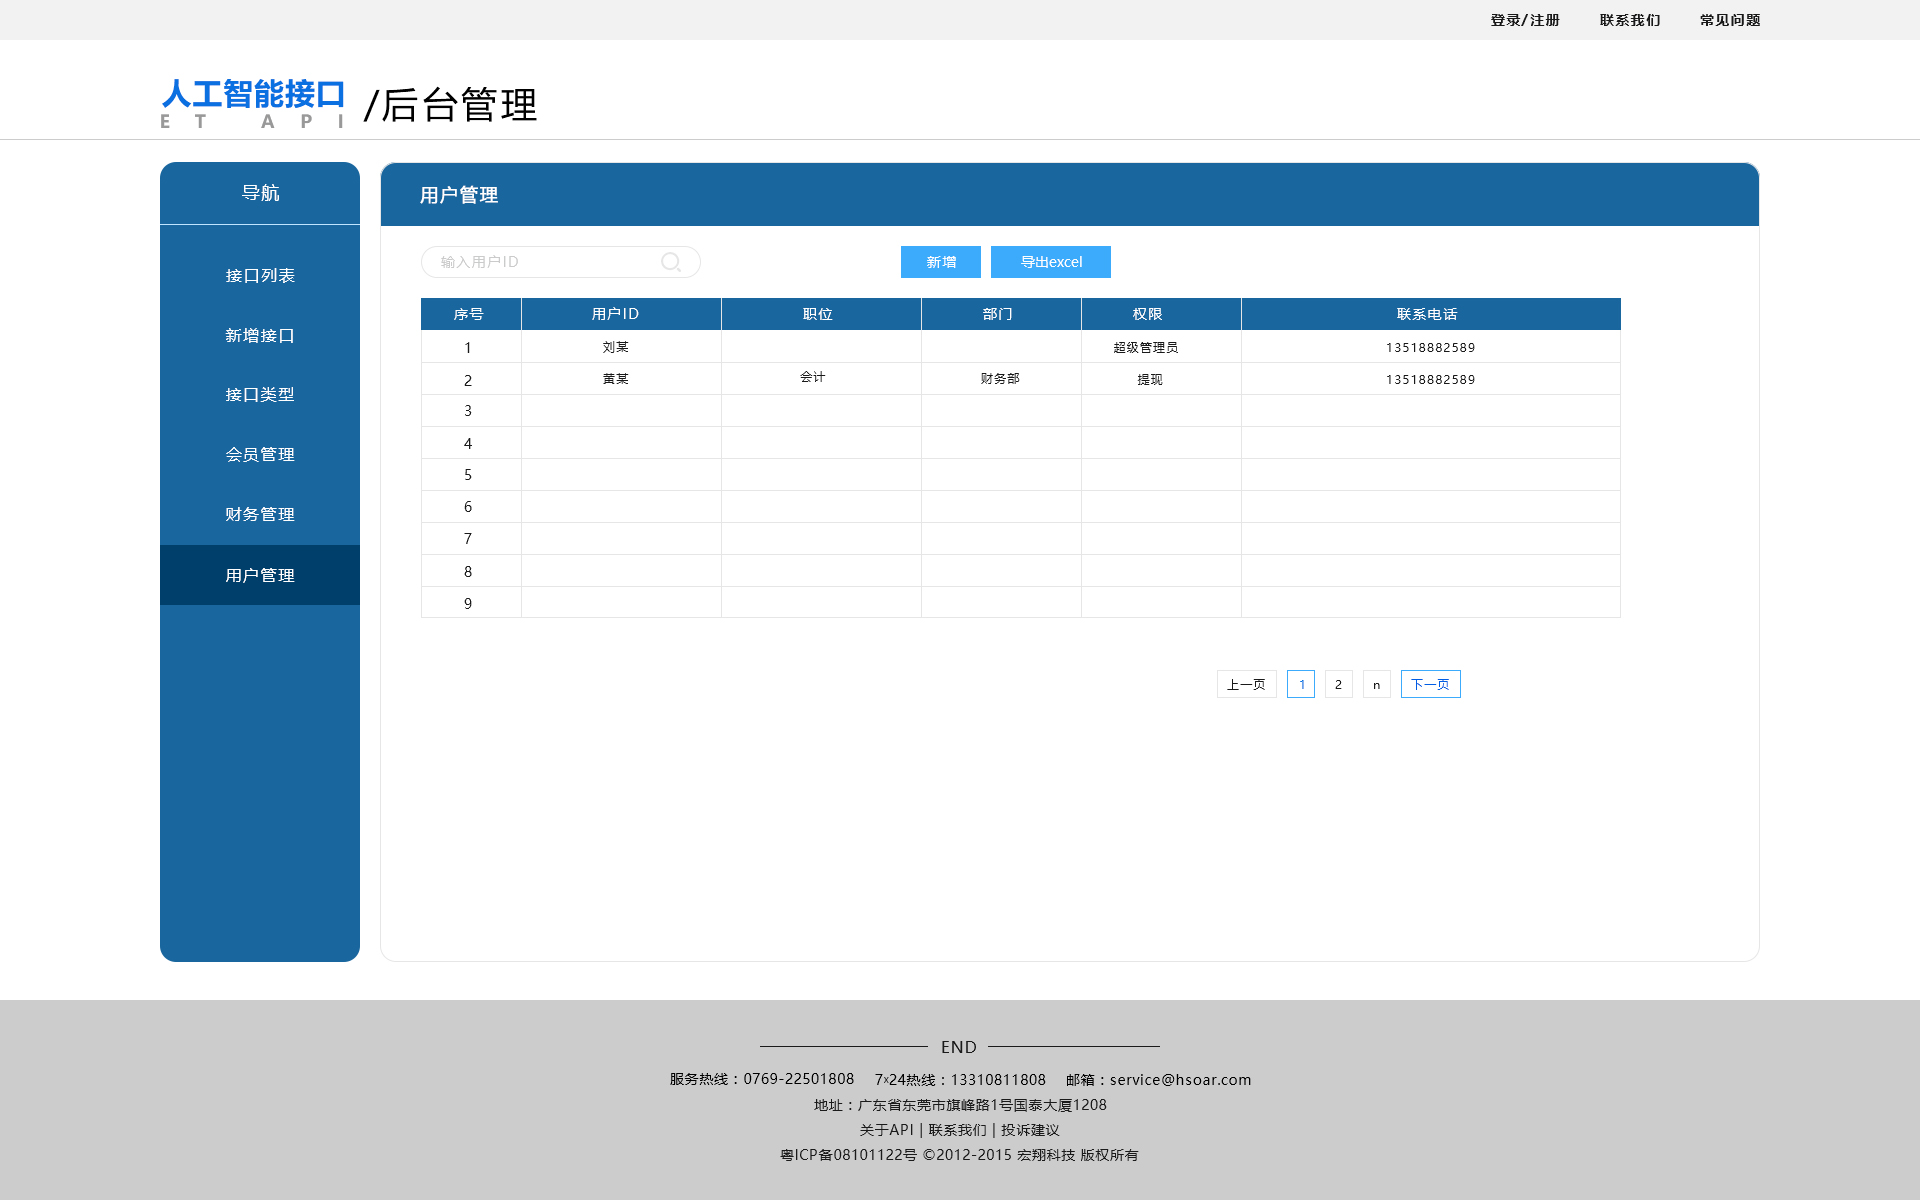 登录/注册 联系我们 常见问题
人工智能接口
ET API
/后台管理
导航
接口列表
新增接口
接口类型
会员管理
财务管理
用户管理
用户管理
输入用户ID
新增 导出excel
序号 用户ID 职位 部门 权限 联系电话
1 刘某 超级管理员 13518882589
2 黄某 会计 财务部 提现 13518882589
3
4
5
6
7
8
9
上一页 1 2 n 下一页
END
服务热线：0769-22501808 7x24热线：13310811808 邮箱：service@hsoar.com
地址：广东省东莞市旗峰路1号国泰大厦1208
关于API | 联系我们 | 投诉建议
粤ICP备08101122号 ©2012-2015 宏翔科技 版权所有